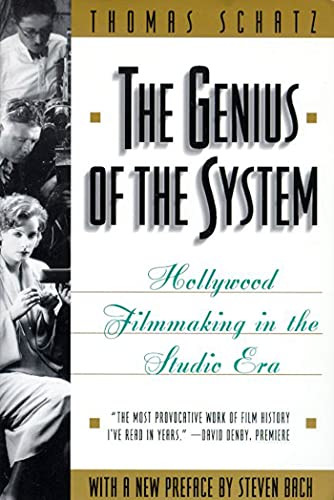 THOMAS SCHATZ
THE GENIUS
OF THE SYSTEM
Hollywood
Filmmaking in the
Studio Era
"THE MOST PROVOCATIVE WORK OF FILM HISTORY
I'VE READ IN YEARS." —DAVID DENBY, PREMIERE
WITH A NEW PREFACE BY STEVEN BACH